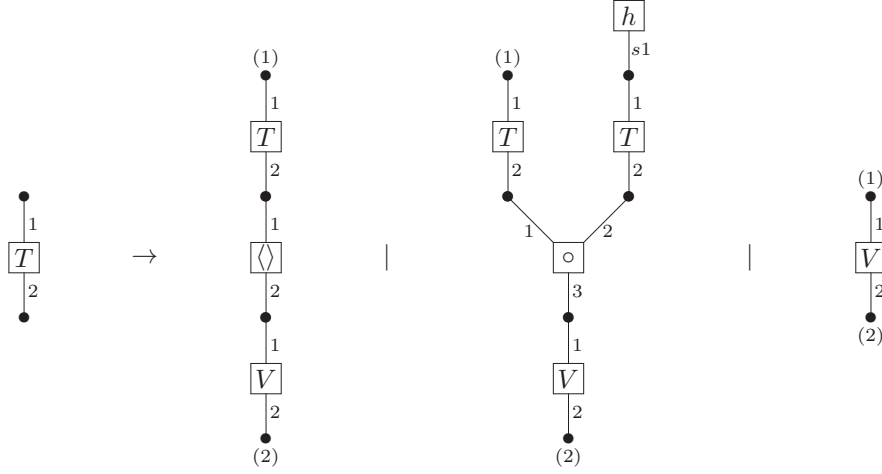 h
s1
(1) (1)
1 1 1
T T T
2 2 2
(1)
1 1 1 2 1
T → ⟨⟩ | ∘ | V
2 2 3 2
(2)
1 1
V V
2 2
(2) (2)